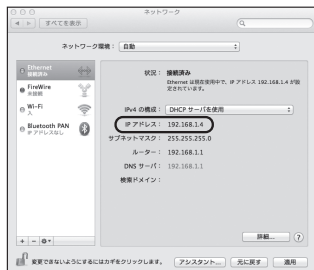 ネットワーク
すべてを表示
ネットワーク環境： 自動
Ethernet
接続済み
FireWire
未接続
Wi-Fi
入
Bluetooth PAN
IP アドレスなし
状況： 接続済み
Ethernet は現在使用中で、IP アドレス 192.168.1.4 が設
定されています。
IPv4 の構成： DHCP サーバを使用
IP アドレス： 192.168.1.4
サブネットマスク： 255.255.255.0
ルーター： 192.168.1.1
DNS サーバ： 192.168.1.1
検索ドメイン：
詳細...
?
変更できないようにするにはカギをクリックします。
アシスタント...
元に戻す
適用